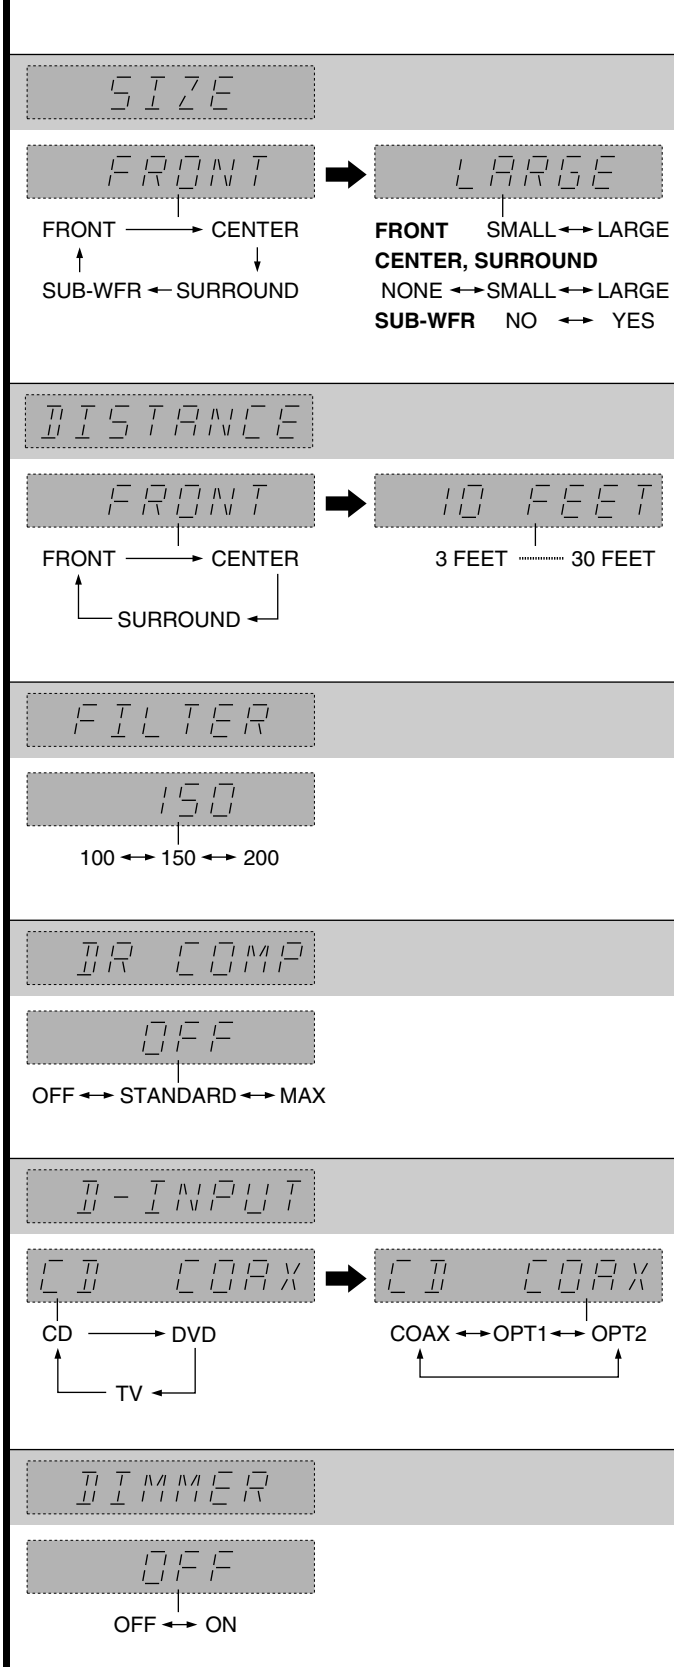 SIZE
FRONT LARGE
FRONT CENTER FRONT SMALL LARGE
CENTER, SURROUND
SUB-WFR SURROUND NONE SMALL LARGE
SUB-WFR NO YES
DISTANCE
FRONT 10 FEET
FRONT CENTER 3 FEET 30 FEET
SURROUND
FILTER
150
100 150 200
DR COMP
OFF
OFF STANDARD MAX
D-INPUT
CD COAX CD COAX
CD DVD COAX OPT1 OPT2
TV
DIMMER
OFF
OFF ON